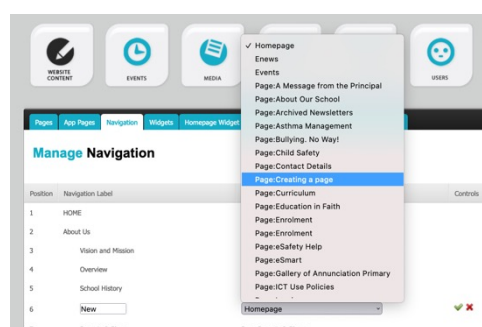 WEBSITE
CONTENT
EVENTS
MEDIA
USERS
✓ Homepage
Enews
Events
Page:A Message from the Principal
Page:About Our School
Page:Archived Newsletters
Page:Asthma Management
Page:Bullying. No Way!
Page:Child Safety
Page:Contact Details
Page:Creating a page
Page:Curriculum
Page:Education in Faith
Page:Enrolment
Page:Enrolment
Page:eSafety Help
Page:eSmart
Page:Gallery of Annunciation Primary
Page:ICT Use Policies
Pages App Pages Navigation Widgets Homepage Widget
Manage Navigation
Position Navigation Label Controls
1 HOME
2 About Us
3 Vision and Mission
4 Overview
5 School History
6 New Homepage